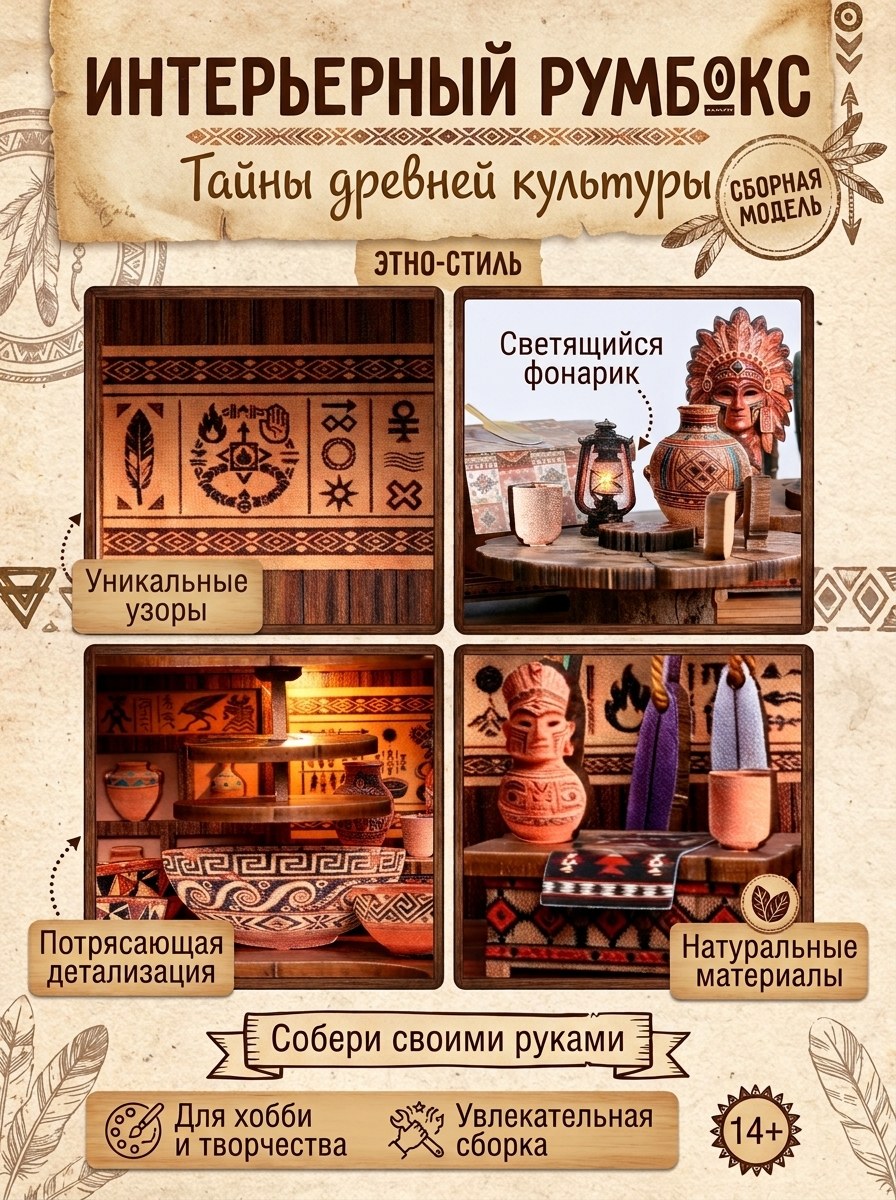 ИНТЕРЬЕРНЫЙ РУМБОКС
Тайны древней культуры
СБОРНАЯ
МОДЕЛЬ
ЭТНО-СТИЛЬ
Светящийся
фонарик
Уникальные
узоры
Потрясающая
детализация
Натуральные
материалы
Собери своими руками
Для хобби
и творчества
Увлекательная
сборка
14+